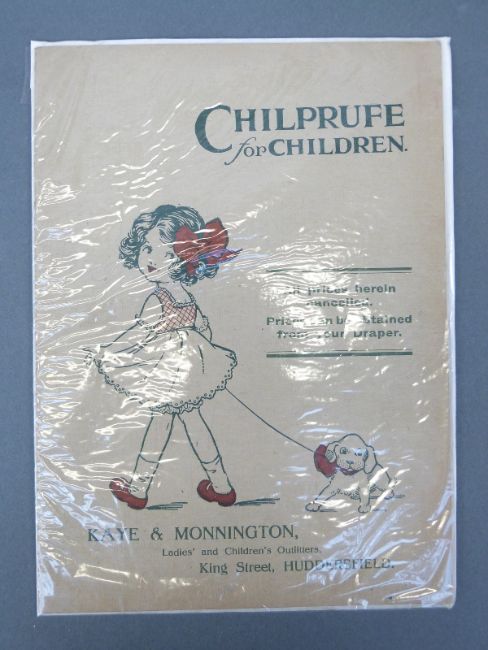 CHILPRUFE
for CHILDREN.
All prices herein
cancelled.
Prices can be obtained
from your Draper.
KAYE & MONNINGTON,
Ladies' and Children's Outfitters,
King Street, HUDDERSFIELD.